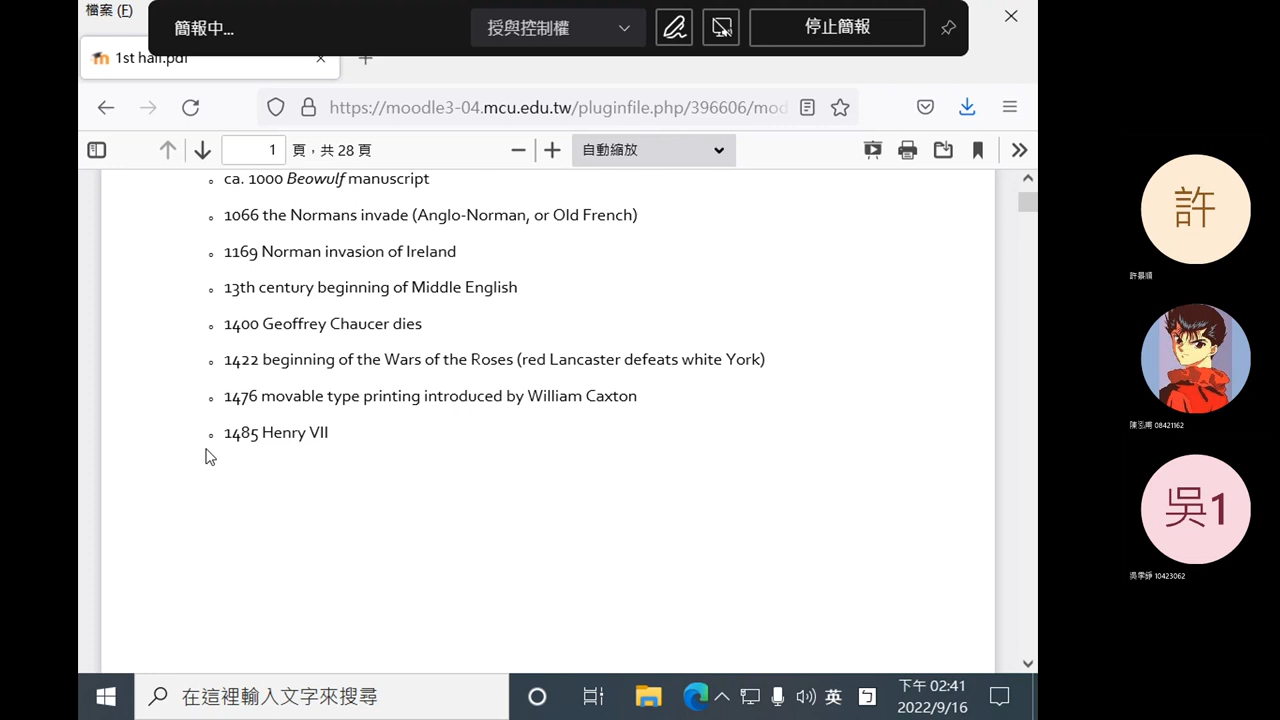 檔案 (F)
簡報中...
授與控制權
停止簡報
1st half.pdf
https://moodle3-04.mcu.edu.tw/pluginfile.php/396606/mod
1 頁，共 28 頁
自動縮放
ca. 1000 Beowulf manuscript
1066 the Normans invade (Anglo-Norman, or Old French)
1169 Norman invasion of Ireland
13th century beginning of Middle English
1400 Geoffrey Chaucer dies
1422 beginning of the Wars of the Roses (red Lancaster defeats white York)
1476 movable type printing introduced by William Caxton
1485 Henry VII
許
陳泓甫 08421162
吳1
10423062
在這裡輸入文字來搜尋
英
ㄅ
下午 02:41
2022/9/16